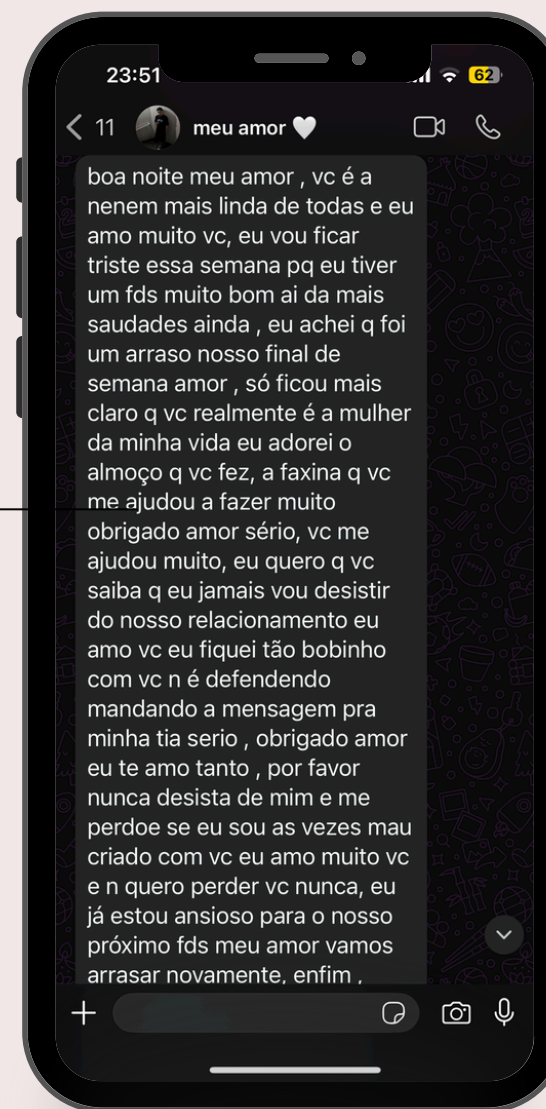 23:51
62
11 meu amor 🤍
boa noite meu amor , vc é a
nenem mais linda de todas e eu
amo muito vc, eu vou ficar
triste essa semana pq eu tiver
um fds muito bom ai da mais
saudades ainda , eu achei q foi
um arraso nosso final de
semana amor , só ficou mais
claro q vc realmente é a mulher
da minha vida eu adorei o
almoço q vc fez, a faxina q vc
me ajudou a fazer muito
obrigado amor sério, vc me
ajudou muito, eu quero q vc
saiba q eu jamais vou desistir
do nosso relacionamento eu
amo vc eu fiquei tão bobinho
com vc n é defendendo
mandando a mensagem pra
minha tia serio , obrigado amor
eu te amo tanto , por favor
nunca desista de mim e me
perdoe se eu sou as vezes mau
criado com vc eu amo muito vc
e n quero perder vc nunca, eu
já estou ansioso para o nosso
próximo fds meu amor vamos
arrasar novamente, enfim ,